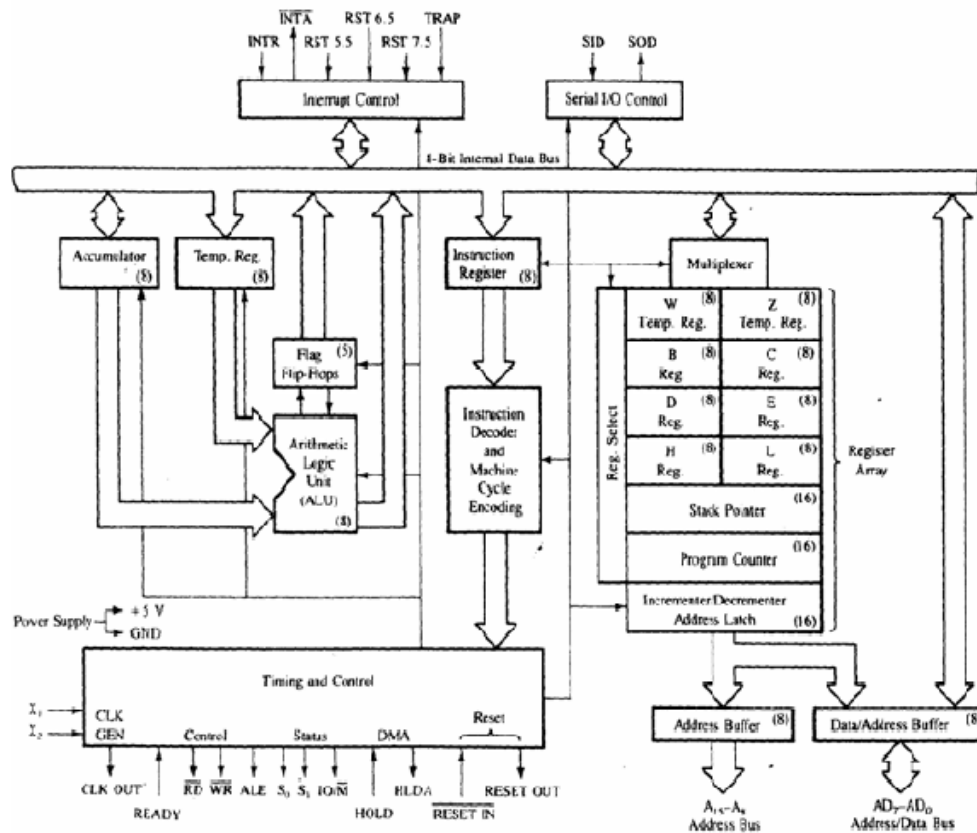 INTR
INTA
RST 5.5
RST 6.5
RST 7.5
TRAP
SID
SOD
Interrupt Control
Serial I/O Control
8-Bit Internal Data Bus
Accumulator
(8)
Temp. Reg.
(8)
Instruction
Register
(8)
Multiplexer
W (8)
Temp. Reg.
Z (8)
Temp. Reg.
Flag (5)
Flip-Flops
B (8)
Reg.
C (8)
Reg.
D (8)
Reg.
E (8)
Reg.
H (8)
Reg.
L (8)
Reg.
Reg. Select
Register
Array
Arithmetic
Logic
Unit
(ALU)
(8)
Instruction
Decoder
and
Machine
Cycle
Encoding
Stack Pointer (16)
Program Counter (16)
Incrementer/Decrementer
Address Latch (16)
Power Supply
+5 V
GND
Timing and Control
X₁
X₂
CLK
GEN
Control
Status
DMA
Reset
CLK OUT
READY
RD
WR
ALE
S₀
S₁
IO/M
HOLD
HLDA
RESET IN
RESET OUT
Address Buffer (8)
Data/Address Buffer (8)
A₁₅–A₈
Address Bus
AD₇–AD₀
Address/Data Bus